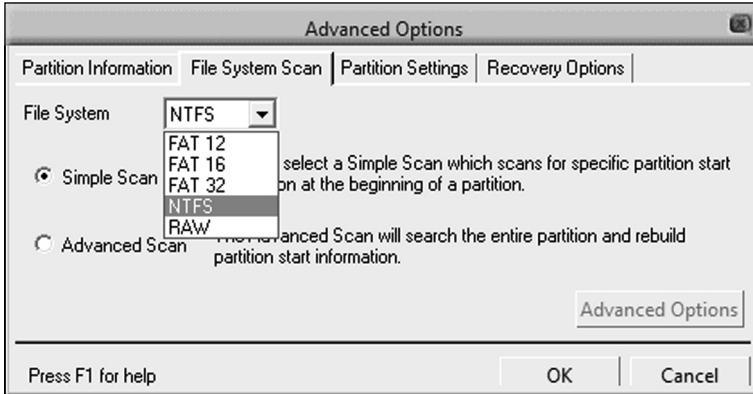 Advanced Options
Partition Information File System Scan Partition Settings Recovery Options
File System NTFS
FAT 12
FAT 16
FAT 32
NTFS
RAW
Simple Scan
select a Simple Scan which scans for specific partition start
at the beginning of a partition.
Advanced Scan
Advanced Scan will search the entire partition and rebuild
partition start information.
Advanced Options
Press F1 for help OK Cancel